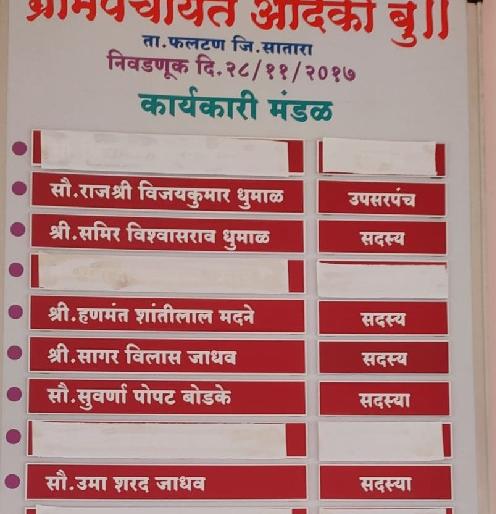 ग्रामपंचायत आदर्की बु||
ता.फलटण जि.सातारा
निवडणूक दि.२८/११/२०१७
कार्यकारी मंडळ
सौ.राजश्री विजयकुमार धुमाळ उपसरपंच
श्री.समिर विश्वासराव धुमाळ सदस्य
श्री.हणमंत शांतीलाल मदने सदस्य
श्री.सागर विलास जाधव सदस्य
सौ.सुवर्णा पोपट बोडके सदस्या
सौ.उमा शरद जाधव सदस्या